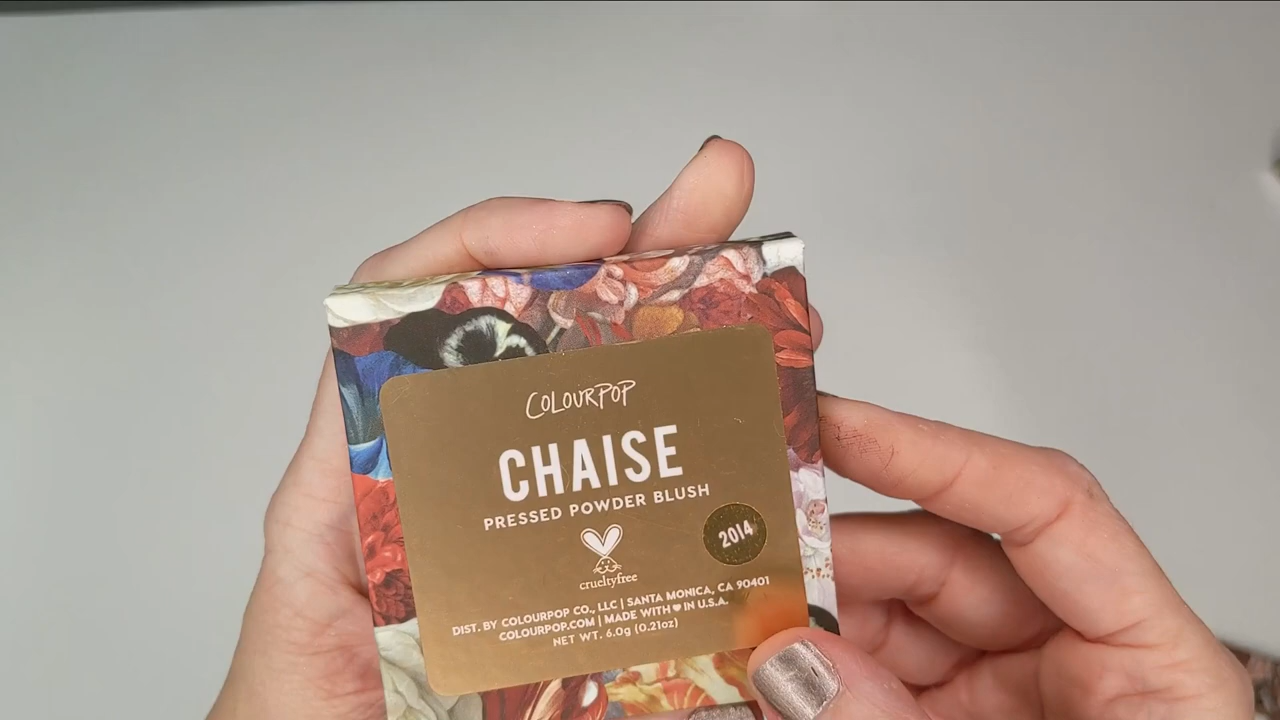 COLOURPOP
CHAISE
PRESSED POWDER BLUSH
2014
crueltyfree
DIST. BY COLOURPOP CO., LLC | SANTA MONICA, CA 90401
COLOURPOP.COM | MADE WITH ♥ IN U.S.A.
NET WT. 6.0g (0.21oz)